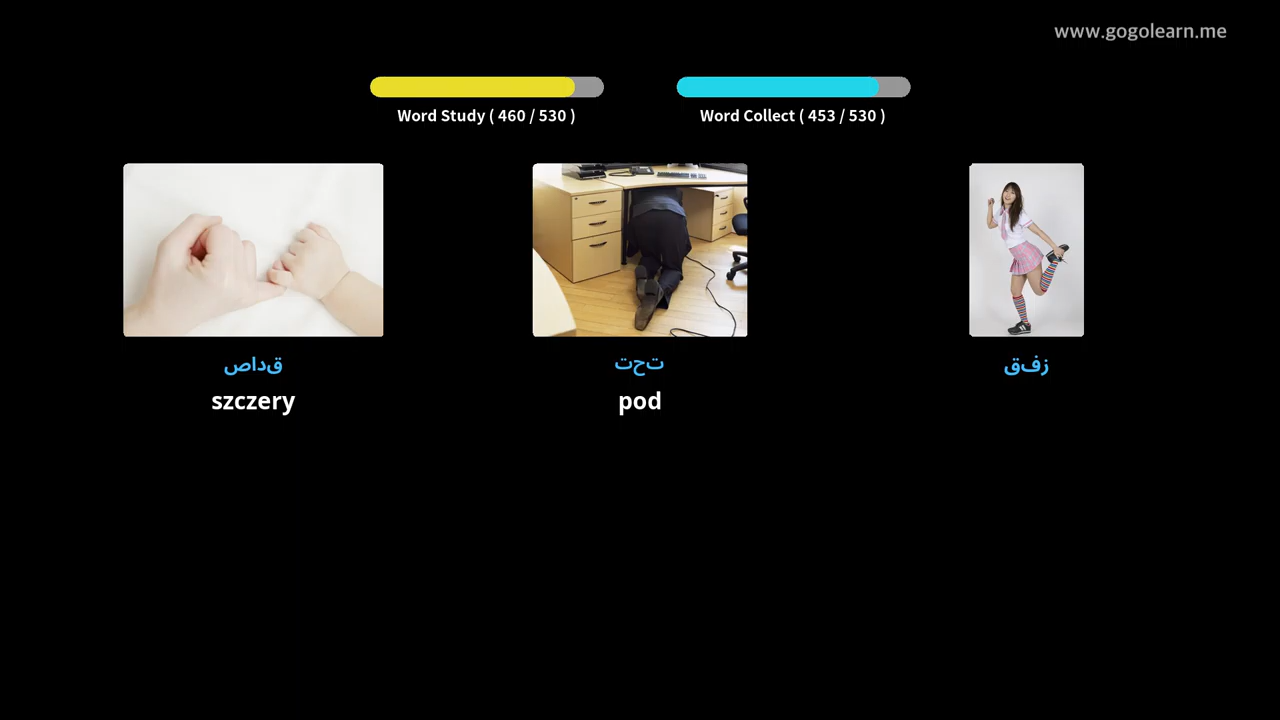 www.gogolearn.me
Word Study ( 460 / 530 )
Word Collect ( 453 / 530 )
قداص
تحت
زفق
szczery
pod